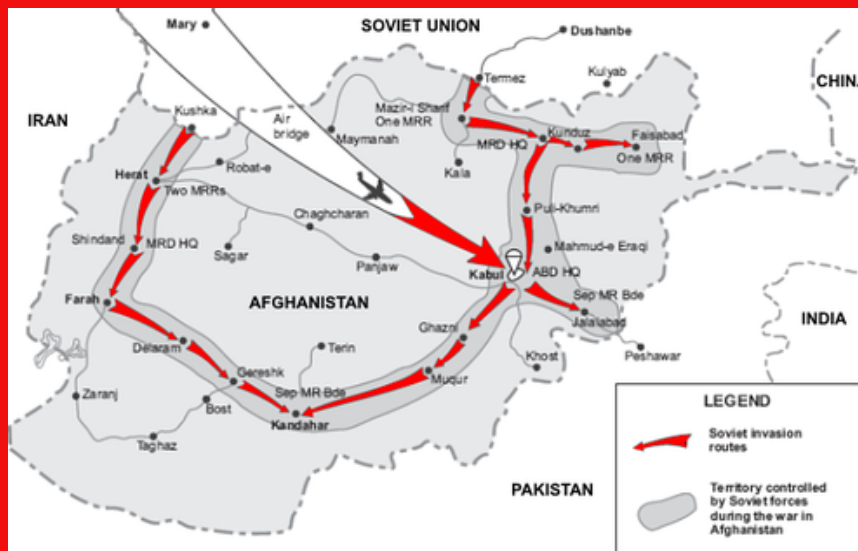 Mary
SOVIET UNION
Dushanbe
Termez
Kulyab
CHINA
IRAN
Kushka
Air
bridge
Maymanah
Mazir-i Sharif
One MRR
MRD HQ
Kunduz
Faisabad
One MRR
Kala
Herat
Two MRRs
Robat-e
Puli-Khumri
Chaghcharan
Shindand
MRD HQ
Sagar
Panjaw
Mahmud-e Eraqi
Kabul
ABD HQ
Farah
AFGHANISTAN
Sep MR Bde
Jalalabad
INDIA
Ghazni
Delaram
Terin
Khost
Peshawar
Gereshk
Sep MR Bde
Muqur
Zaranj
Bost
Kandahar
Taghaz
PAKISTAN
LEGEND
Soviet invasion
routes
Territory controlled
by Soviet forces
during the war in
Afghanistan